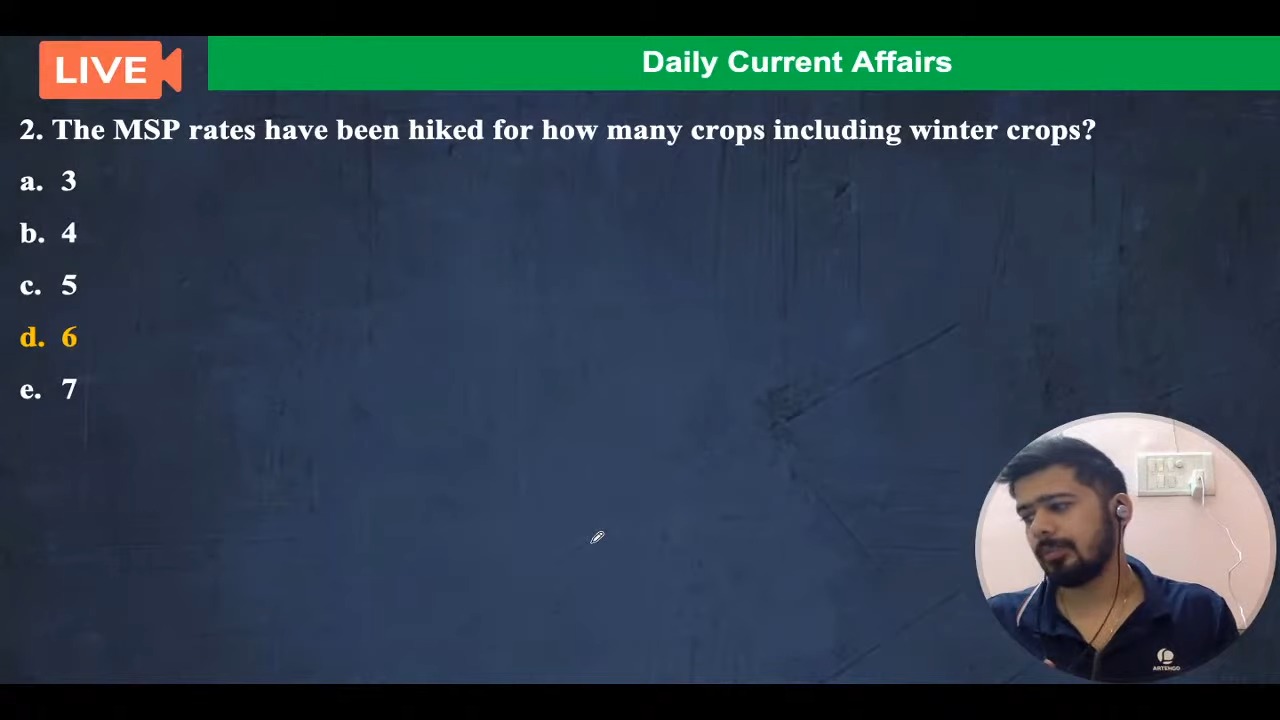 LIVE
Daily Current Affairs
2. The MSP rates have been hiked for how many crops including winter crops?
a. 3
b. 4
c. 5
d. 6
e. 7
ARTENGO